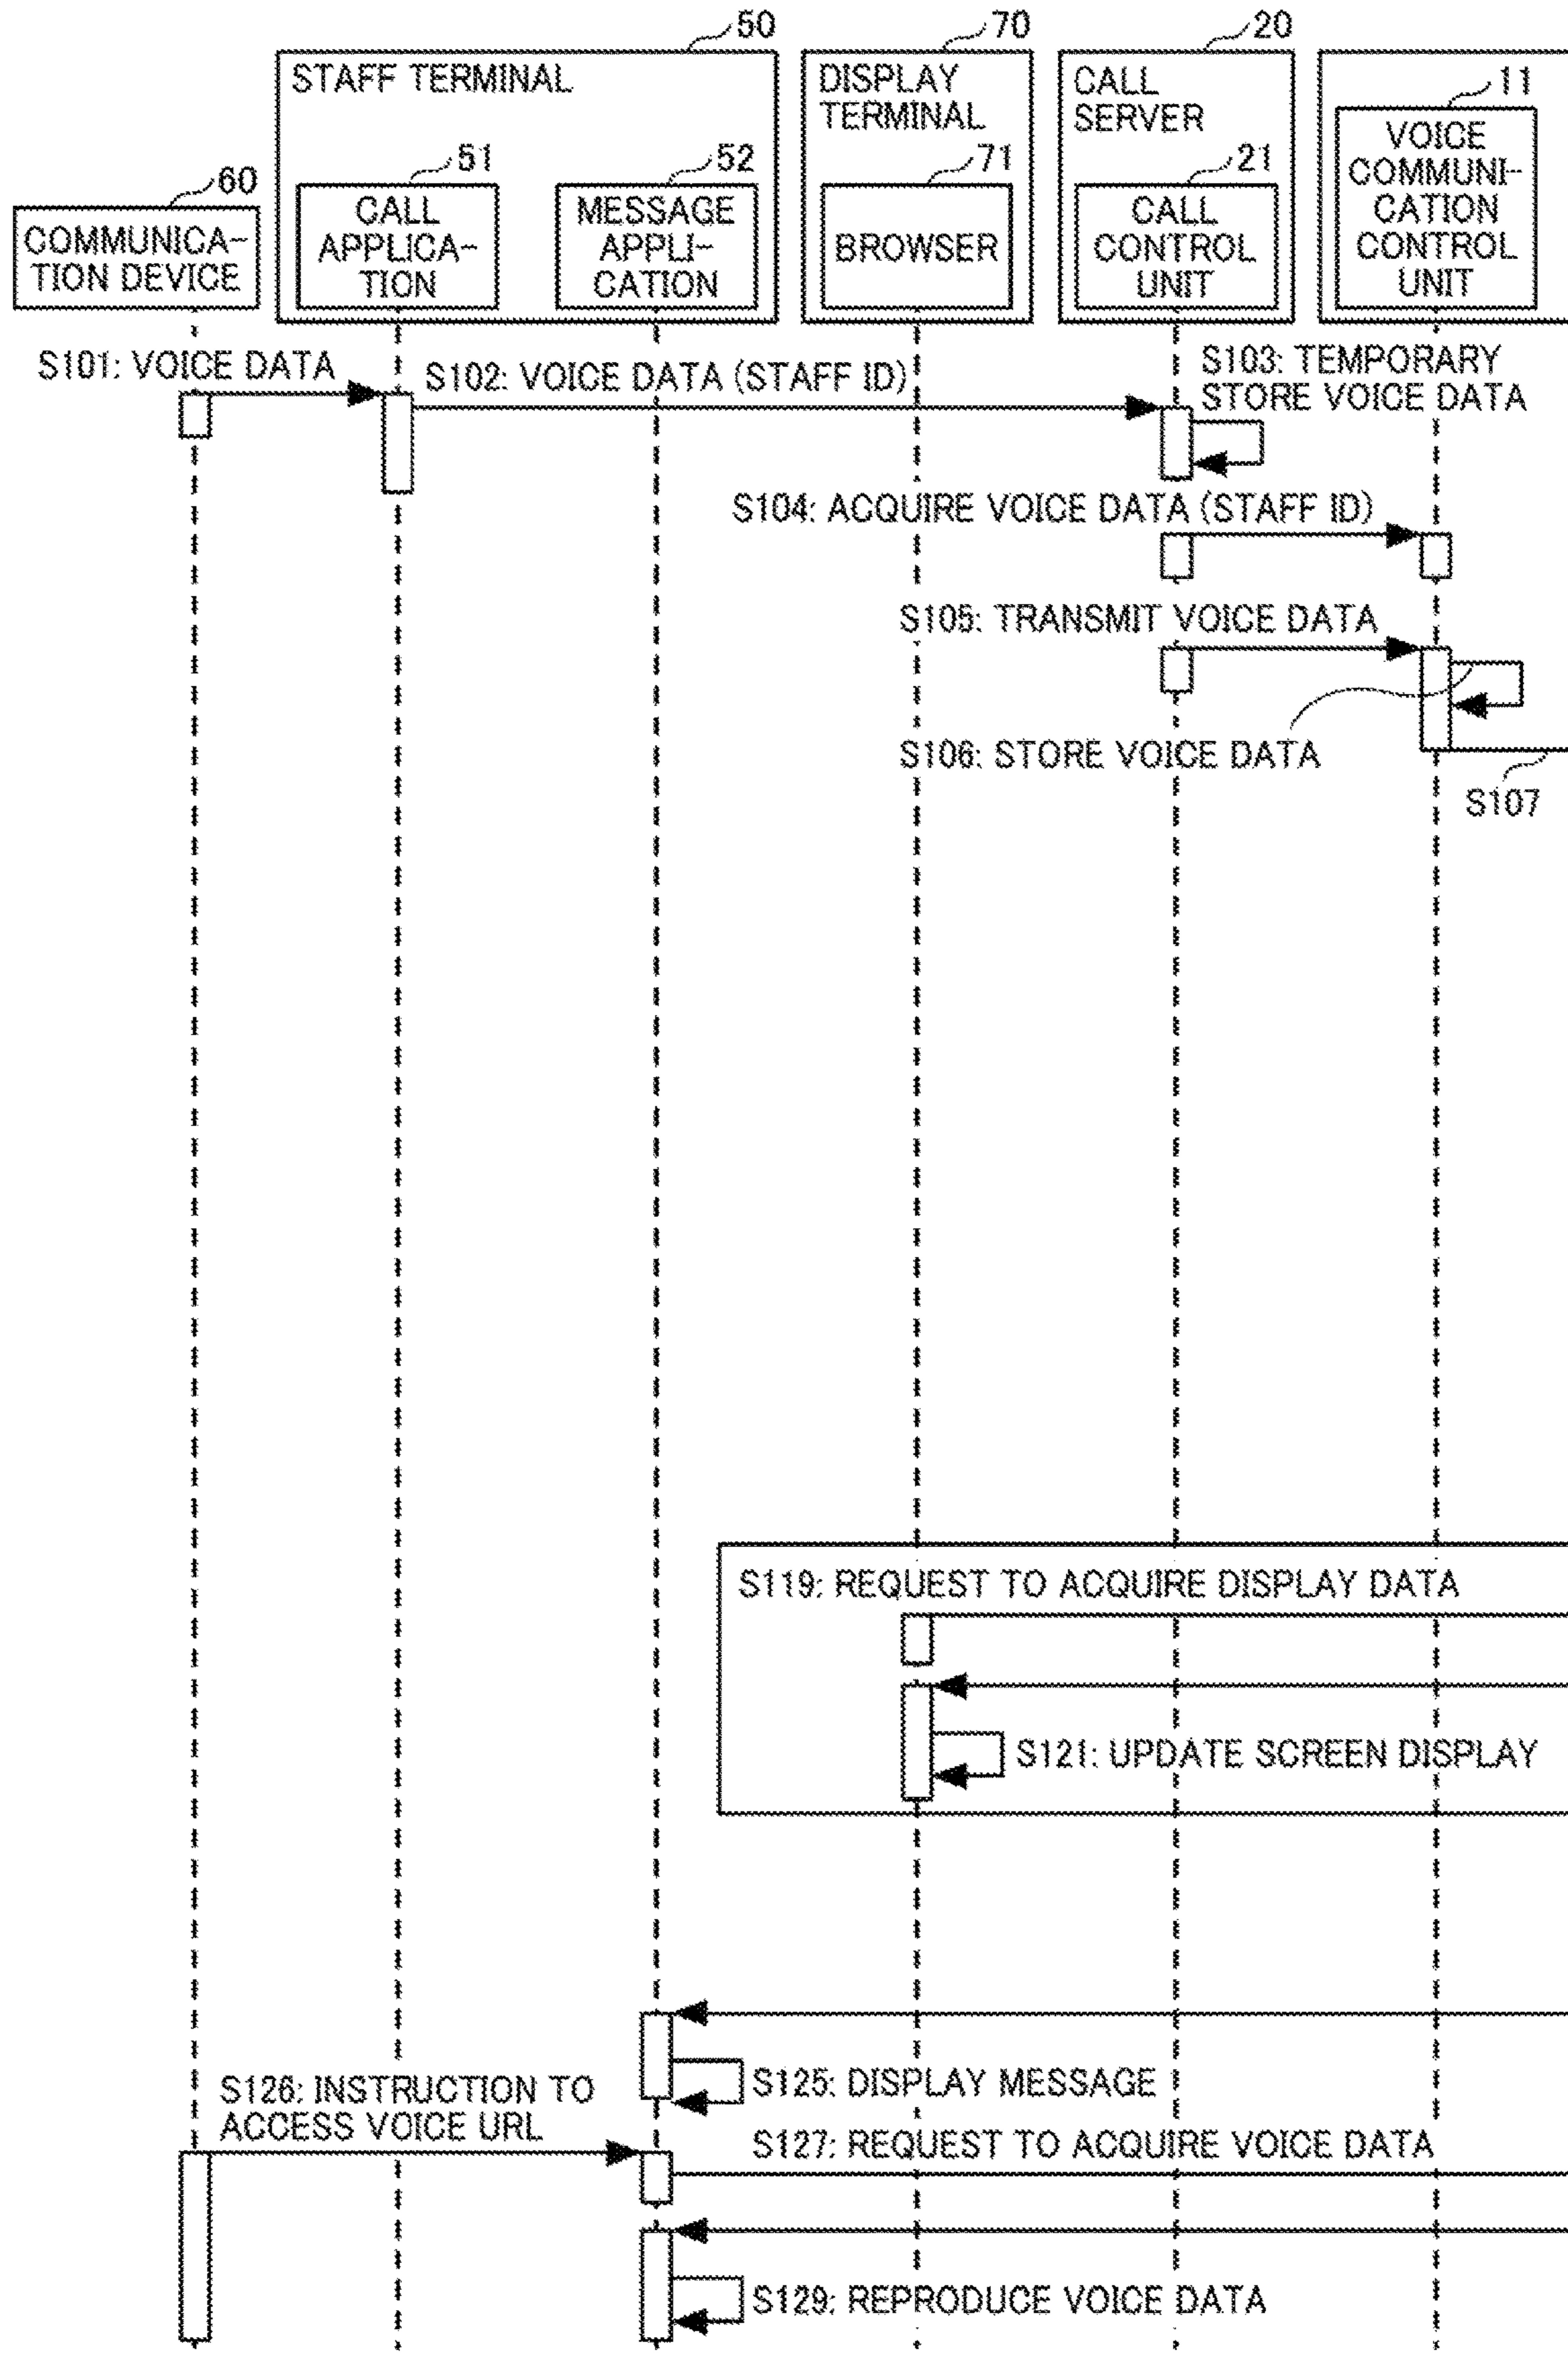 50
70
20
STAFF TERMINAL
DISPLAY
TERMINAL
CALL
SERVER
11
60
51
52
71
21
VOICE
COMMUNI-
CATION
CONTROL
UNIT
COMMUNICA-
TION DEVICE
CALL
APPLICA-
TION
MESSAGE
APPLI-
CATION
BROWSER
CALL
CONTROL
UNIT
S101: VOICE DATA
S102: VOICE DATA (STAFF ID)
S103: TEMPORARY
STORE VOICE DATA
S104: ACQUIRE VOICE DATA (STAFF ID)
S105: TRANSMIT VOICE DATA
S106: STORE VOICE DATA
S107
S119: REQUEST TO ACQUIRE DISPLAY DATA
S121: UPDATE SCREEN DISPLAY
S125: DISPLAY MESSAGE
S126: INSTRUCTION TO
ACCESS VOICE URL
S127: REQUEST TO ACQUIRE VOICE DATA
S129: REPRODUCE VOICE DATA